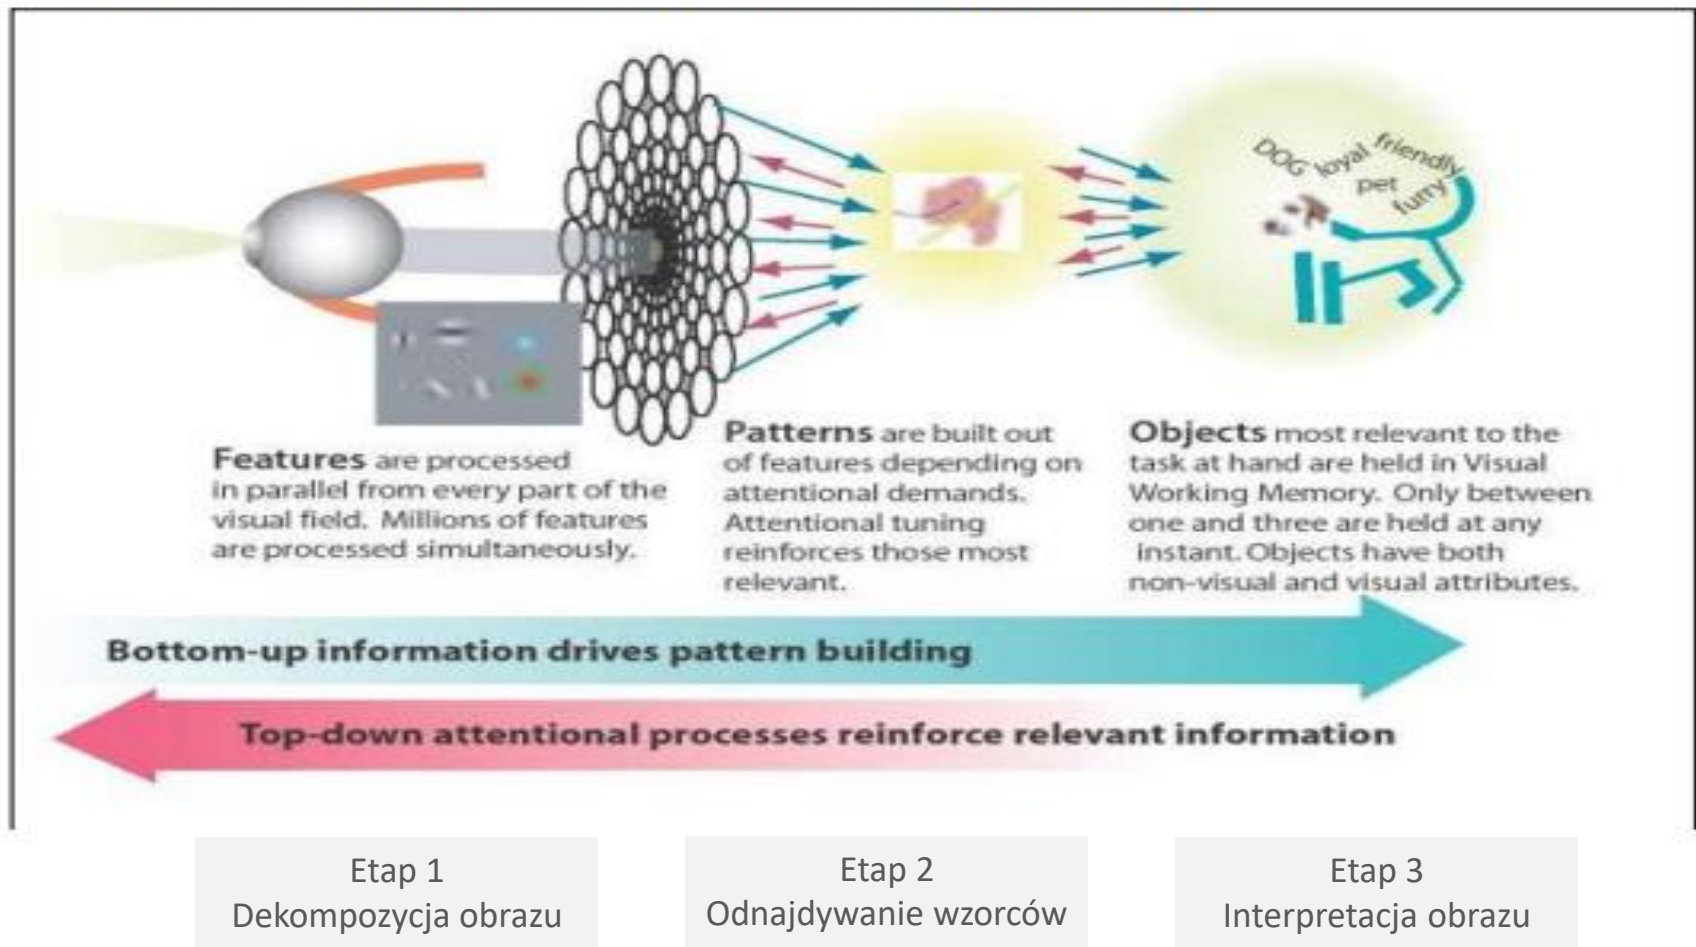 DOG loyal friendly
pet
furry
Features are processed
in parallel from every part of the
visual field. Millions of features
are processed simultaneously.
Patterns are built out
of features depending on
attentional demands.
Attentional tuning
reinforces those most
relevant.
Objects most relevant to the
task at hand are held in Visual
Working Memory. Only between
one and three are held at any
instant. Objects have both
non-visual and visual attributes.
Bottom-up information drives pattern building
Top-down attentional processes reinforce relevant information
Etap 1
Dekompozycja obrazu
Etap 2
Odnajdywanie wzorców
Etap 3
Interpretacja obrazu